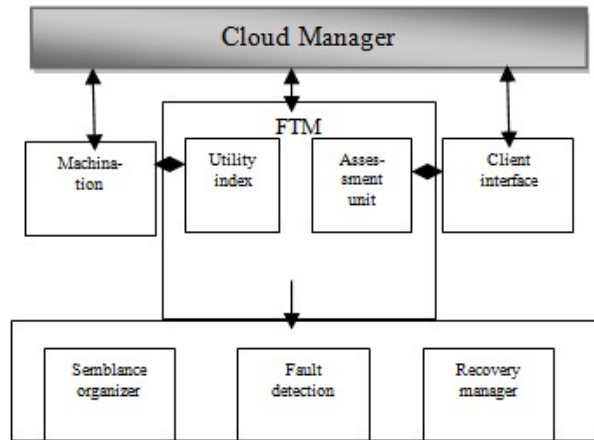 Cloud Manager
FTM
Machina-
tion
Utility
index
Asses-
sment
unit
Client
interface
Semblance
organizer
Fault
detection
Recovery
manager